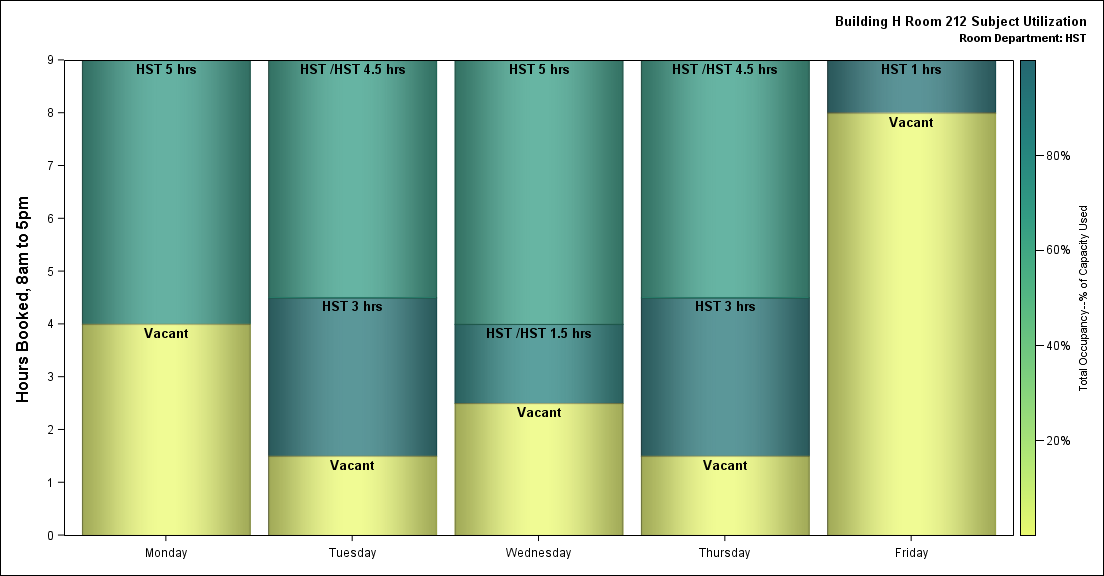 Building H Room 212 Subject Utilization
Room Department: HST
Hours Booked, 8am to 5pm
9
8
7
6
5
4
3
2
1
0
HST 5 hrs
Vacant
HST /HST 4.5 hrs
HST 3 hrs
Vacant
HST 5 hrs
HST /HST 1.5 hrs
Vacant
HST /HST 4.5 hrs
HST 3 hrs
Vacant
HST 1 hrs
Vacant
Monday
Tuesday
Wednesday
Thursday
Friday
80%
60%
40%
20%
Total Occupancy--% of Capacity Used